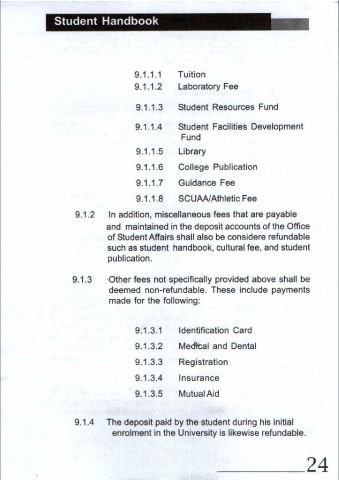 Student Handbook
9.1.1.1 Tuition
9.1.1.2 Laboratory Fee
9.1.1.3 Student Resources Fund
9.1.1.4 Student Facilities Development
Fund
9.1.1.5 Library
9.1.1.6 College Publication
9.1.1.7 Guidance Fee
9.1.1.8 SCUAA/Athletic Fee
9.1.2 In addition, miscellaneous fees that are payable
and maintained in the deposit accounts of the Office
of Student Affairs shall also be considere refundable
such as student handbook, cultural fee, and student
publication.
9.1.3 Other fees not specifically provided above shall be
deemed non-refundable. These include payments
made for the following:
9.1.3.1 Identification Card
9.1.3.2 Medical and Dental
9.1.3.3 Registration
9.1.3.4 Insurance
9.1.3.5 Mutual Aid
9.1.4 The deposit paid by the student during his initial
enrolment in the University is likewise refundable.
24